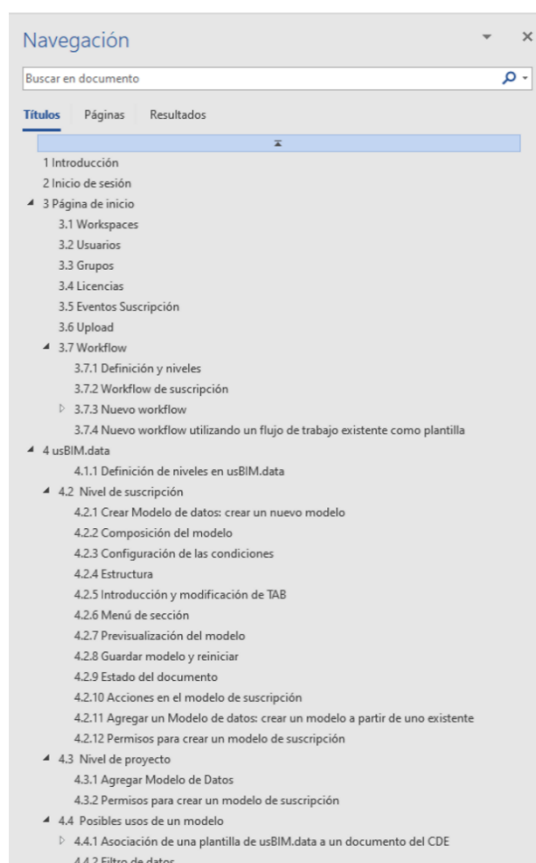 Navegación
Buscar en documento
Títulos Páginas Resultados
1 Introducción
2 Inicio de sesión
3 Página de inicio
3.1 Workspaces
3.2 Usuarios
3.3 Grupos
3.4 Licencias
3.5 Eventos Suscripción
3.6 Upload
3.7 Workflow
3.7.1 Definición y niveles
3.7.2 Workflow de suscripción
3.7.3 Nuevo workflow
3.7.4 Nuevo workflow utilizando un flujo de trabajo existente como plantilla
4 usBIM.data
4.1.1 Definición de niveles en usBIM.data
4.2 Nivel de suscripción
4.2.1 Crear Modelo de datos: crear un nuevo modelo
4.2.2 Composición del modelo
4.2.3 Configuración de las condiciones
4.2.4 Estructura
4.2.5 Introducción y modificación de TAB
4.2.6 Menú de sección
4.2.7 Previsualización del modelo
4.2.8 Guardar modelo y reiniciar
4.2.9 Estado del documento
4.2.10 Acciones en el modelo de suscripción
4.2.11 Agregar un Modelo de datos: crear un modelo a partir de uno existente
4.2.12 Permisos para crear un modelo de suscripción
4.3 Nivel de proyecto
4.3.1 Agregar Modelo de Datos
4.3.2 Permisos para crear un modelo de suscripción
4.4 Posibles usos de un modelo
4.4.1 Asociación de una plantilla de usBIM.data a un documento del CDE
4.4.2 Filtro de datos